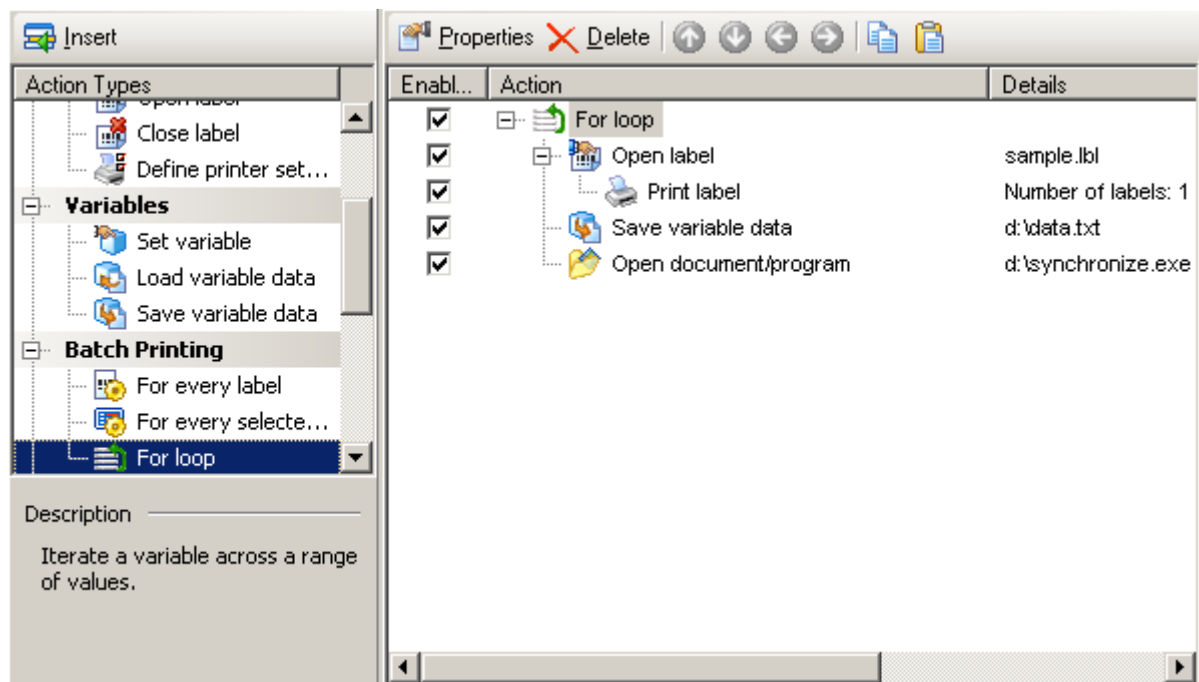 Insert
Properties Delete
Action Types
Enabl... Action Details
Open label
Close label
Define printer set...
Variables
Set variable
Load variable data
Save variable data
Batch Printing
For every label
For every selecte...
For loop
Description
Iterate a variable across a range
of values.
For loop
Open label sample.lbl
Print label Number of labels: 1
Save variable data d:\data.txt
Open document/program d:\synchronize.exe